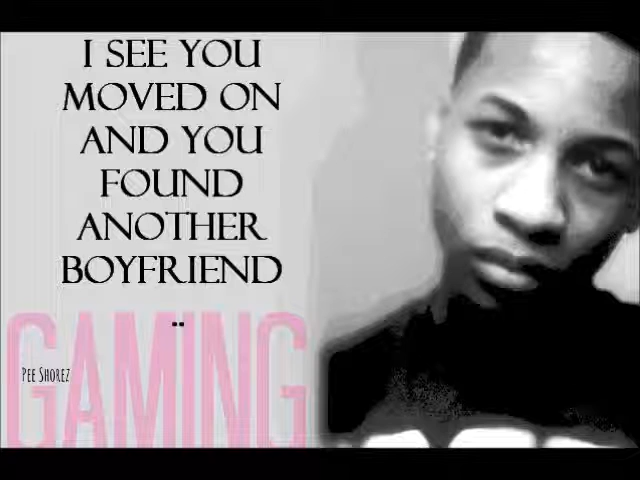 I SEE YOU
MOVED ON
AND YOU
FOUND
ANOTHER
BOYFRIEND
..
PEE SHOREZ
GAMING